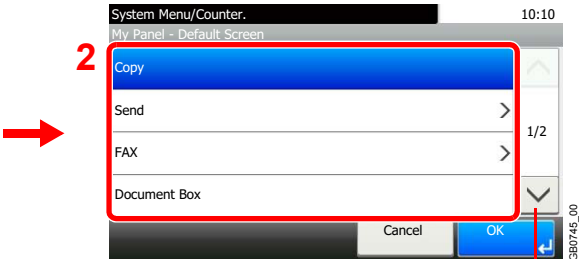 System Menu/Counter. 10:10
My Panel - Default Screen
2
Copy
Send
1/2
FAX
Document Box
Cancel OK
GB0745_00